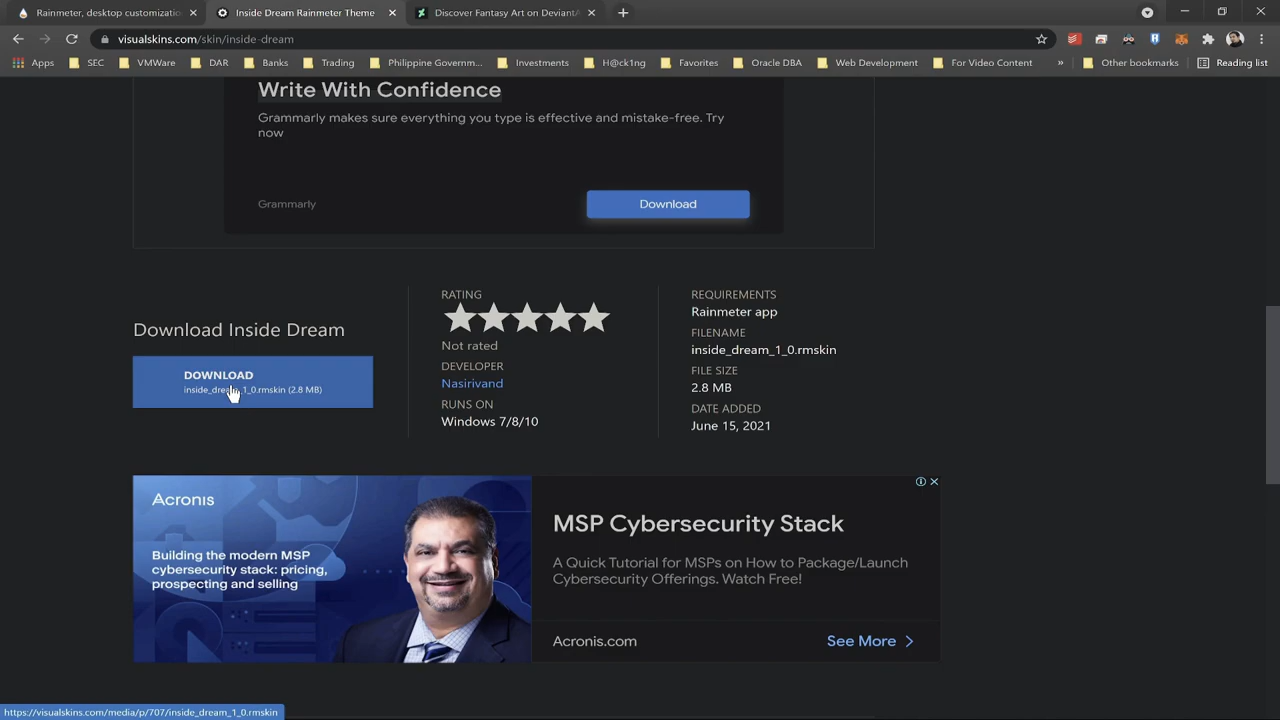 Rainmeter, desktop customizatio
Inside Dream Rainmeter Theme
Discover Fantasy Art on DeviantA
visualskins.com/skin/inside-dream
Apps
SEC
VMWare
DAR
Banks
Trading
Philippine Governm...
Investments
H@ck1ng
Favorites
Oracle DBA
Web Development
For Video Content
»
Other bookmarks
Reading list
Write With Confidence
Grammarly makes sure everything you type is effective and mistake-free. Try
now
Grammarly
Download
Download Inside Dream
DOWNLOAD
inside_dream_1_0.rmskin (2.8 MB)
RATING
Not rated
DEVELOPER
Nasirivand
RUNS ON
Windows 7/8/10
REQUIREMENTS
Rainmeter app
FILENAME
inside_dream_1_0.rmskin
FILE SIZE
2.8 MB
DATE ADDED
June 15, 2021
Acronis
Building the modern MSP
cybersecurity stack: pricing,
prospecting and selling
MSP Cybersecurity Stack
A Quick Tutorial for MSPs on How to Package/Launch
Cybersecurity Offerings. Watch Free!
Acronis.com
See More
https://visualskins.com/media/p/707/inside_dream_1_0.rmskin